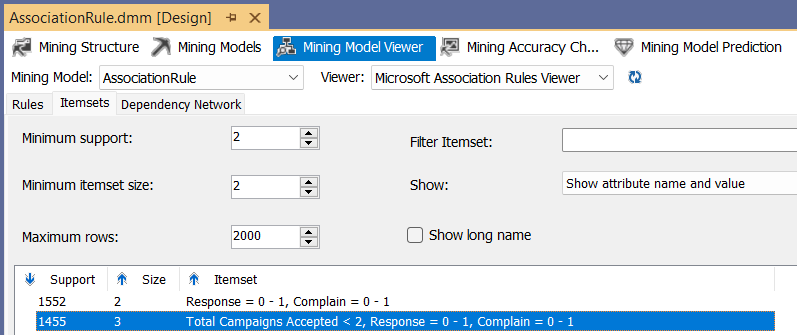 AssociationRule.dmm [Design]
Mining Structure Mining Models Mining Model Viewer Mining Accuracy Ch... Mining Model Prediction
Mining Model: AssociationRule Viewer: Microsoft Association Rules Viewer
Rules Itemsets Dependency Network
Minimum support: 2 Filter Itemset:
Minimum itemset size: 2 Show: Show attribute name and value
Maximum rows: 2000 Show long name
Support Size Itemset
1552 2 Response = 0 - 1, Complain = 0 - 1
1455 3 Total Campaigns Accepted < 2, Response = 0 - 1, Complain = 0 - 1